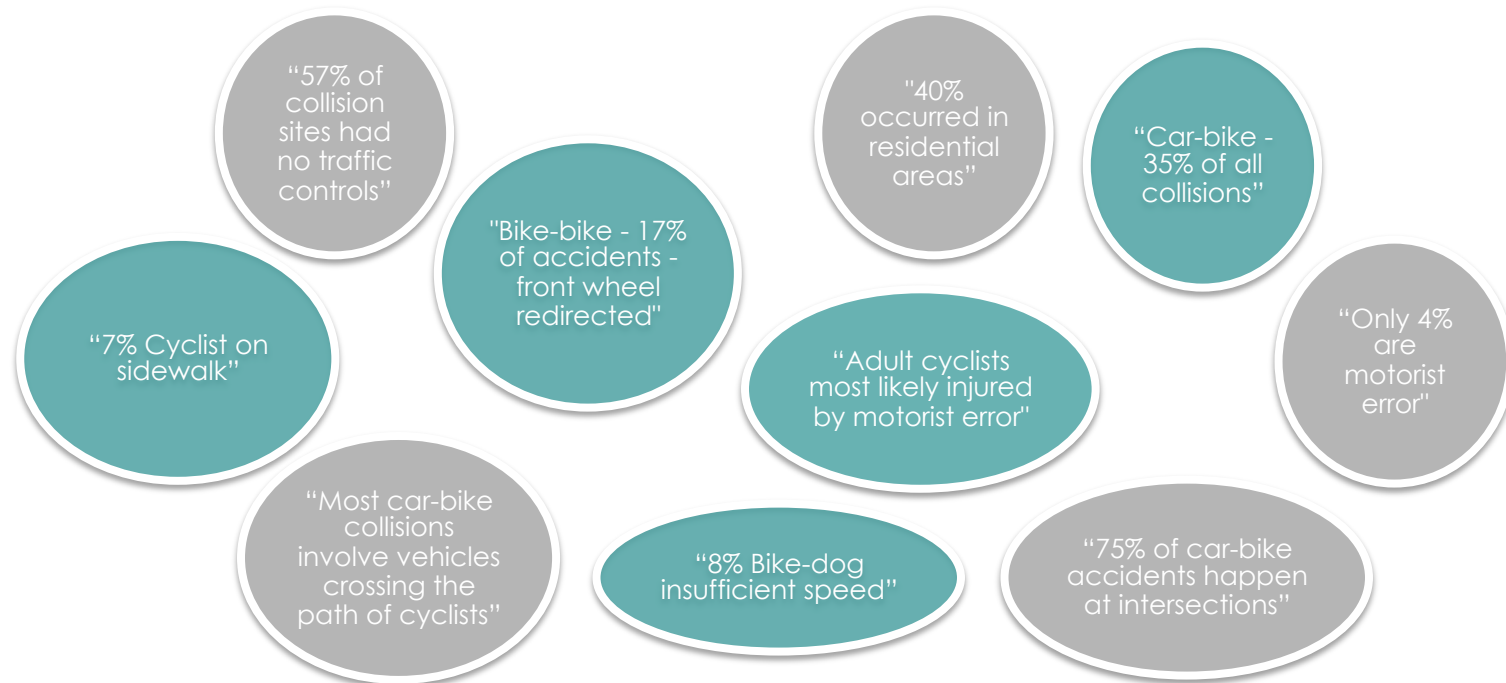 “57% of
collision
sites had
no traffic
controls”
"40%
occurred in
residential
areas”
“Car-bike -
35% of all
collisions”
"Bike-bike - 17%
of accidents -
front wheel
redirected"
“7% Cyclist on
sidewalk”
“Adult cyclists
most likely injured
by motorist error"
“Only 4%
are
motorist
error"
“Most car-bike
collisions
involve vehicles
crossing the
path of cyclists”
“8% Bike-dog
insufficient speed”
“75% of car-bike
accidents happen
at intersections”